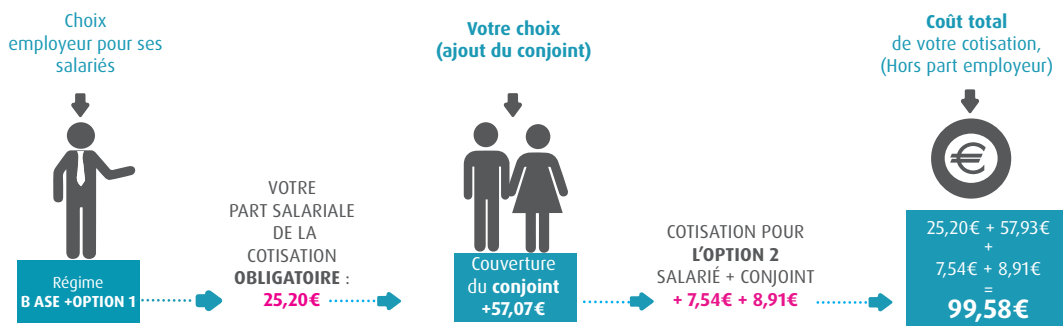 Choix
employeur pour ses
salariés
Régime
B ASE +OPTION 1
VOTRE
PART SALARIALE
DE LA
COTISATION
OBLIGATOIRE :
25,20€
Votre choix
(ajout du conjoint)
Couverture
du conjoint
+57,07€
COTISATION POUR
L'OPTION 2
SALARIÉ + CONJOINT
+ 7,54€ + 8,91€
Coût total
de votre cotisation,
(Hors part employeur)
€
25,20€ + 57,93€
+
7,54€ + 8,91€
=
99,58€